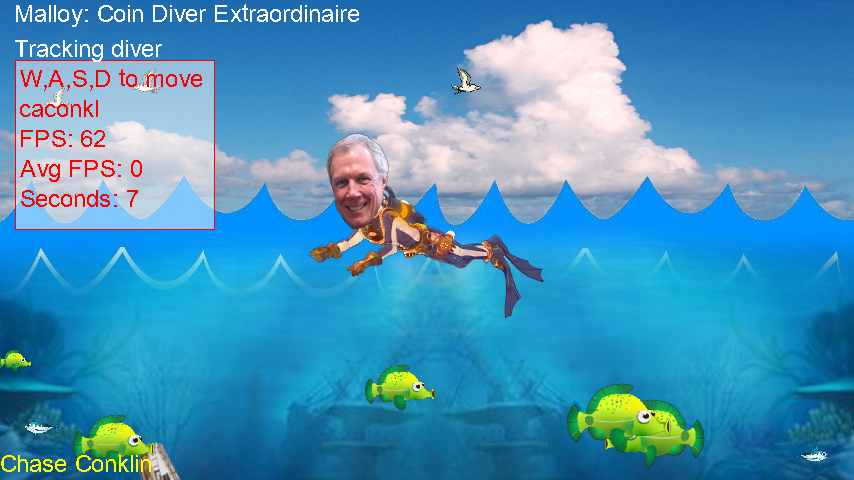 Malloy: Coin Diver Extraordinaire
Tracking diver
W,A,S,D to move
caconkl
FPS: 62
Avg FPS: 0
Seconds: 7
Chase Conklin